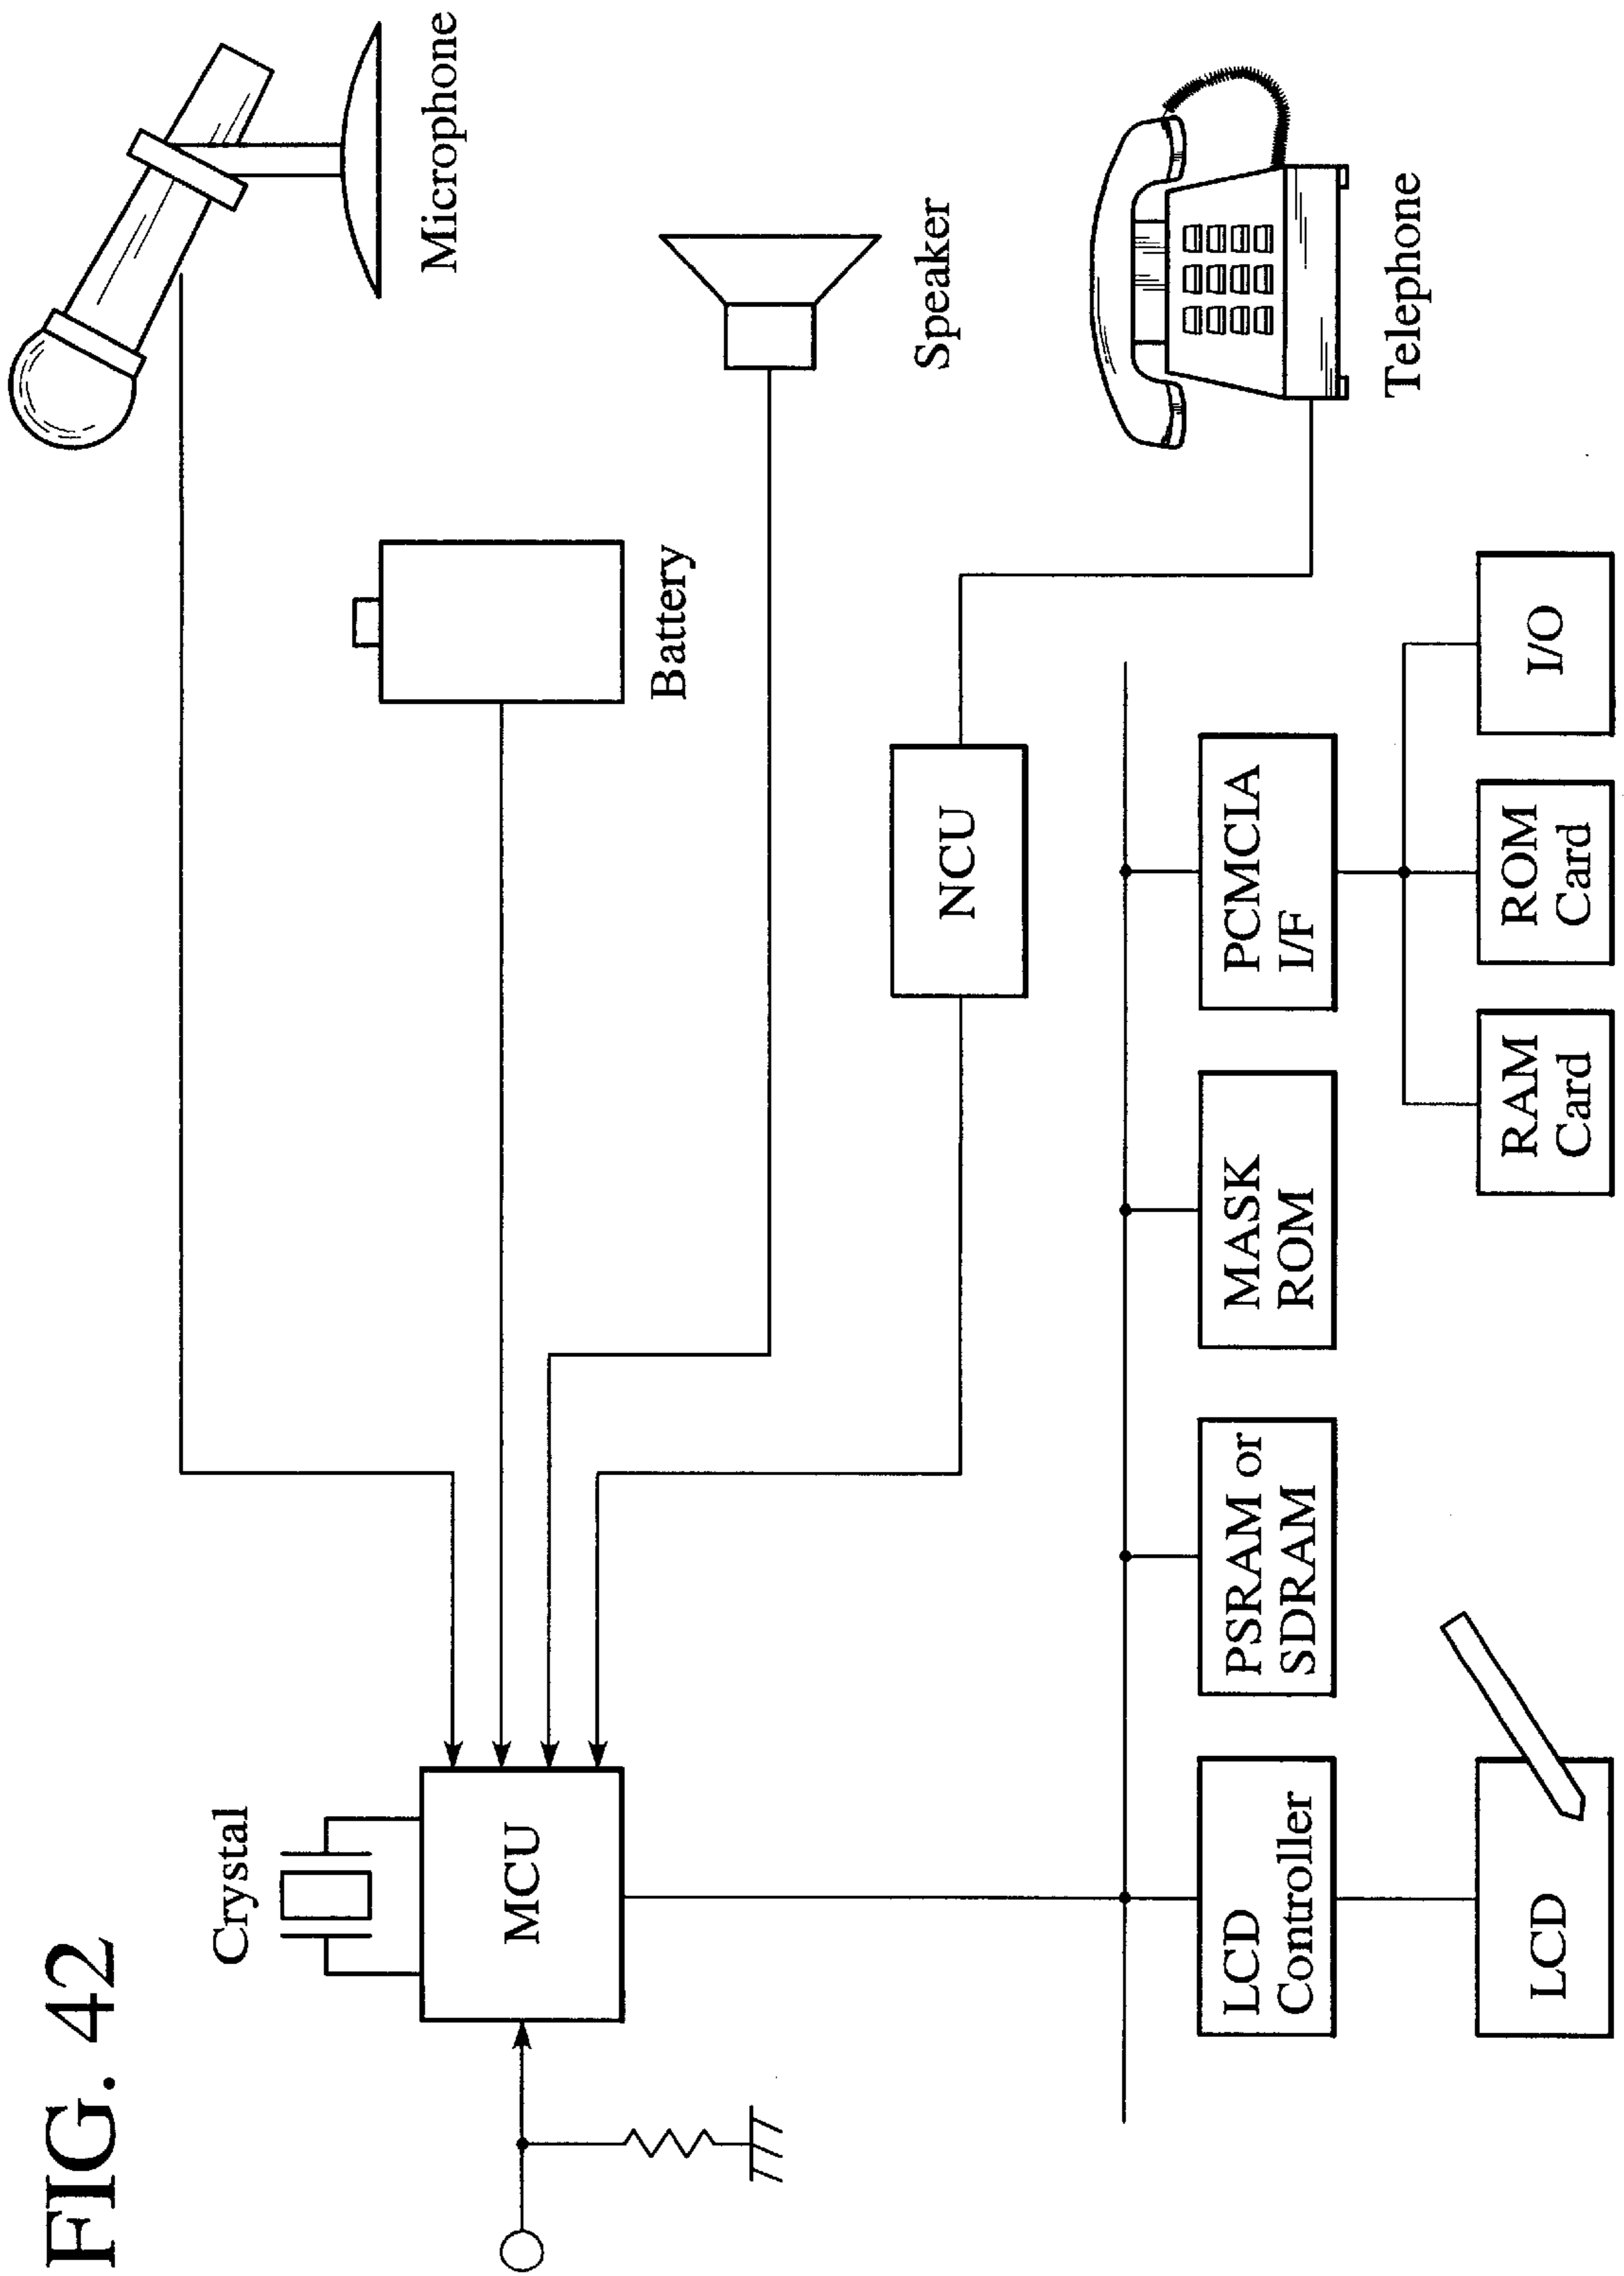 FIG. 42
Crystal
Microphone
MCU
Battery
Speaker
NCU
Telephone
LCD
Controller
PSRAM or
SDRAM
MASK
ROM
PCMCIA
I/F
LCD
RAM
Card
ROM
Card
I/O